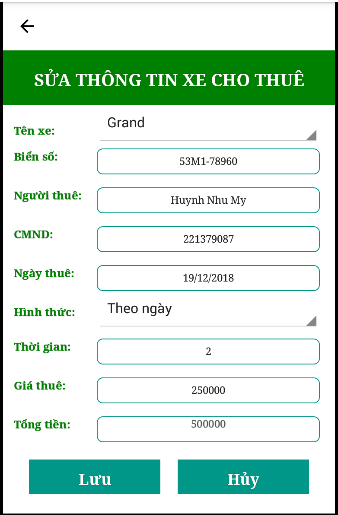 SỬA THÔNG TIN XE CHO THUÊ
Tên xe: Grand
Biển số: 53M1-78960
Người thuê: Huynh Nhu My
CMND: 221379087
Ngày thuê: 19/12/2018
Hình thức: Theo ngày
Thời gian: 2
Giá thuê: 250000
Tổng tiền: 500000
Lưu Hủy